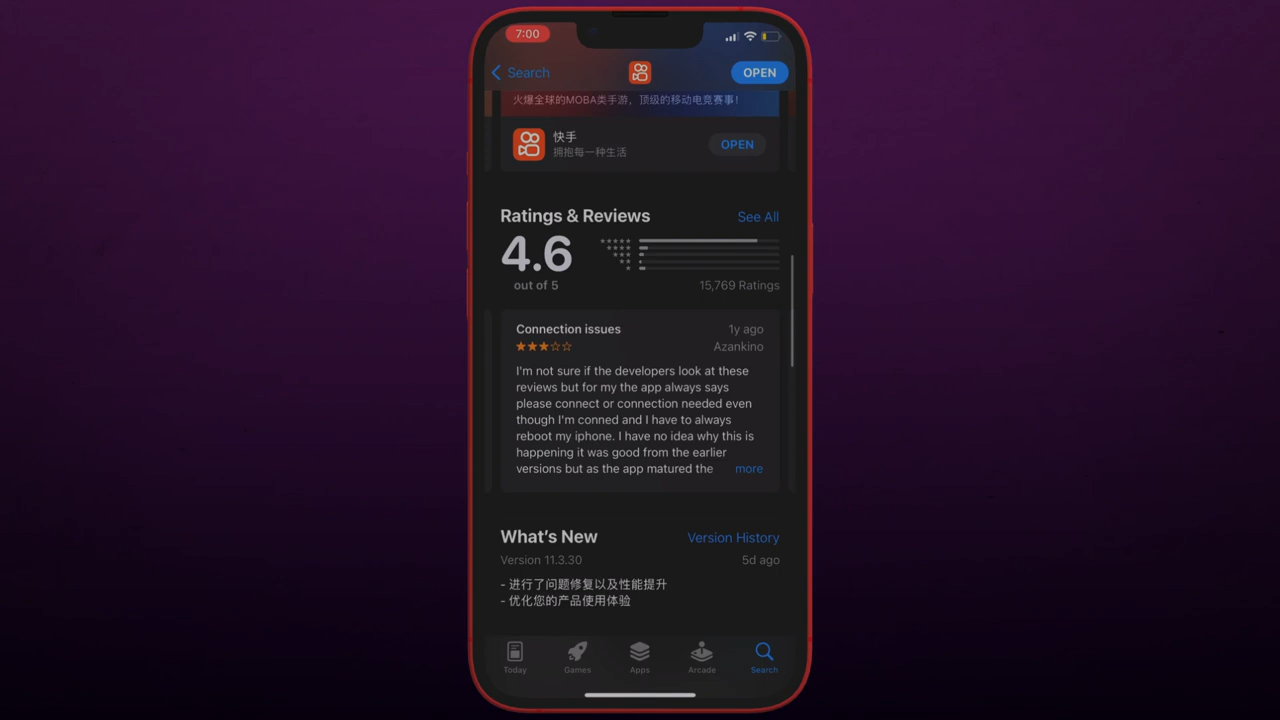 7:00
Search
OPEN
火爆全球的MOBA类手游，顶级的移动电竞赛事！
快手
拥抱每一种生活
OPEN
Ratings & Reviews
See All
4.6
out of 5
15,769 Ratings
Connection issues
1y ago
Azankino
I'm not sure if the developers look at these
reviews but for my the app always says
please connect or connection needed even
though I'm conned and I have to always
reboot my iphone. I have no idea why this is
happening it was good from the earlier
versions but as the app matured the
more
What's New
Version History
Version 11.3.30
5d ago
- 进行了问题修复以及性能提升
- 优化您的产品使用体验
Today
Games
Apps
Arcade
Search